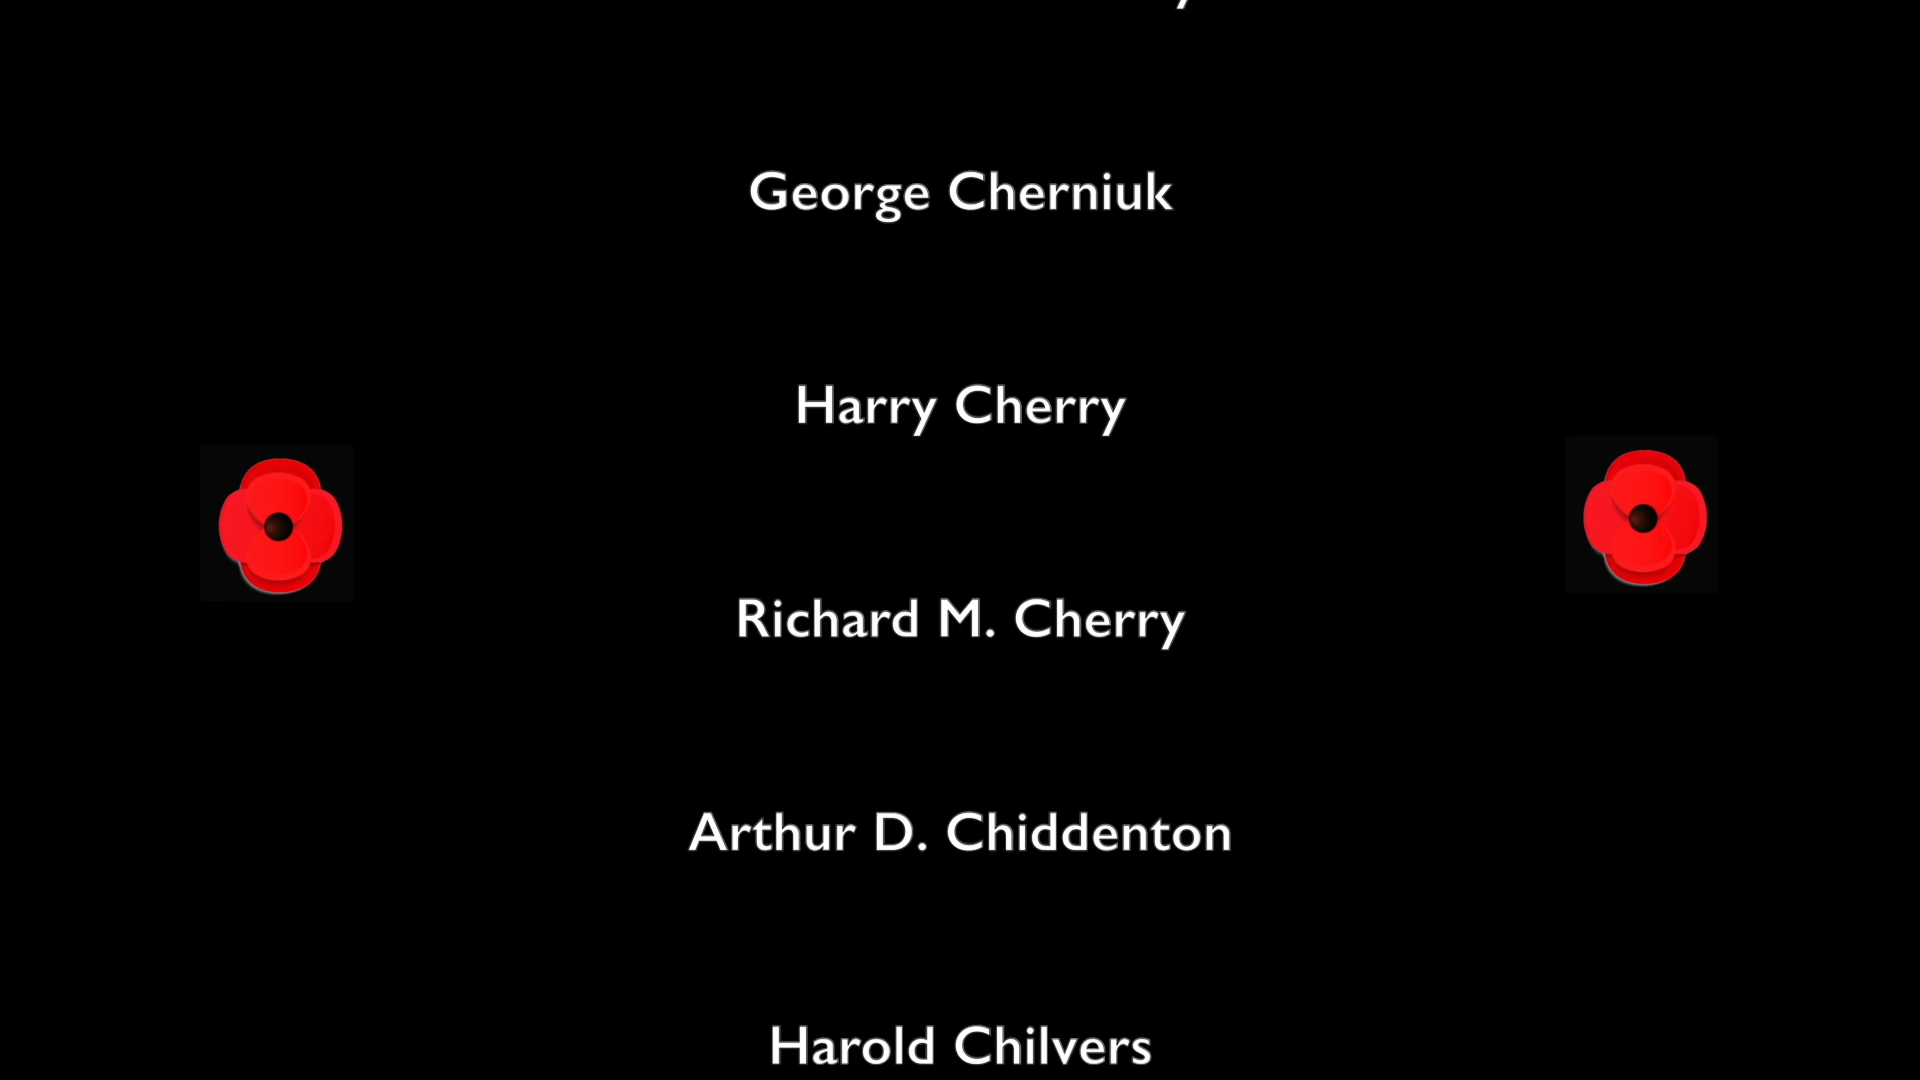 George Cherniuk
Harry Cherry
Richard M. Cherry
Arthur D. Chiddenton
Harold Chilvers